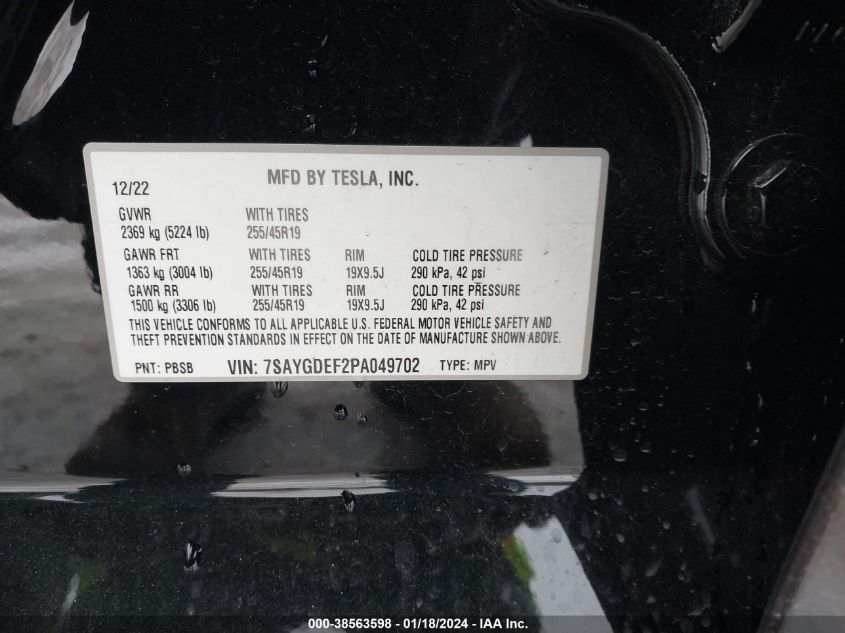 12/22 MFD BY TESLA, INC.
GVWR WITH TIRES
2369 kg (5224 lb) 255/45R19
GAWR FRT WITH TIRES RIM COLD TIRE PRESSURE
1363 kg (3004 lb) 255/45R19 19X9.5J 290 kPa, 42 psi
GAWR RR WITH TIRES RIM COLD TIRE PRESSURE
1500 kg (3306 lb) 255/45R19 19X9.5J 290 kPa, 42 psi
THIS VEHICLE CONFORMS TO ALL APPLICABLE U.S. FEDERAL MOTOR VEHICLE SAFETY AND
THEFT PREVENTION STANDARDS IN EFFECT ON THE DATE OF MANUFACTURE SHOWN ABOVE.
PNT: PBSB VIN: 7SAYGDEF2PA049702 TYPE: MPV
000-38563598 - 01/18/2024 - IAA Inc.